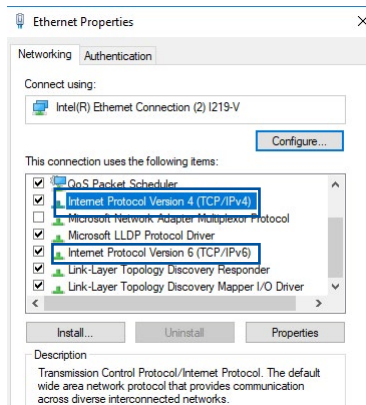 Ethernet Properties
Networking Authentication
Connect using:
Intel(R) Ethernet Connection (2) I219-V
Configure...
This connection uses the following items:
QoS Packet Scheduler
Internet Protocol Version 4 (TCP/IPv4)
Microsoft Network Adapter Multiplexor Protocol
Microsoft LLDP Protocol Driver
Internet Protocol Version 6 (TCP/IPv6)
Link-Layer Topology Discovery Responder
Link-Layer Topology Discovery Mapper I/O Driver
Install... Uninstall Properties
Description
Transmission Control Protocol/Internet Protocol. The default
wide area network protocol that provides communication
across diverse interconnected networks.